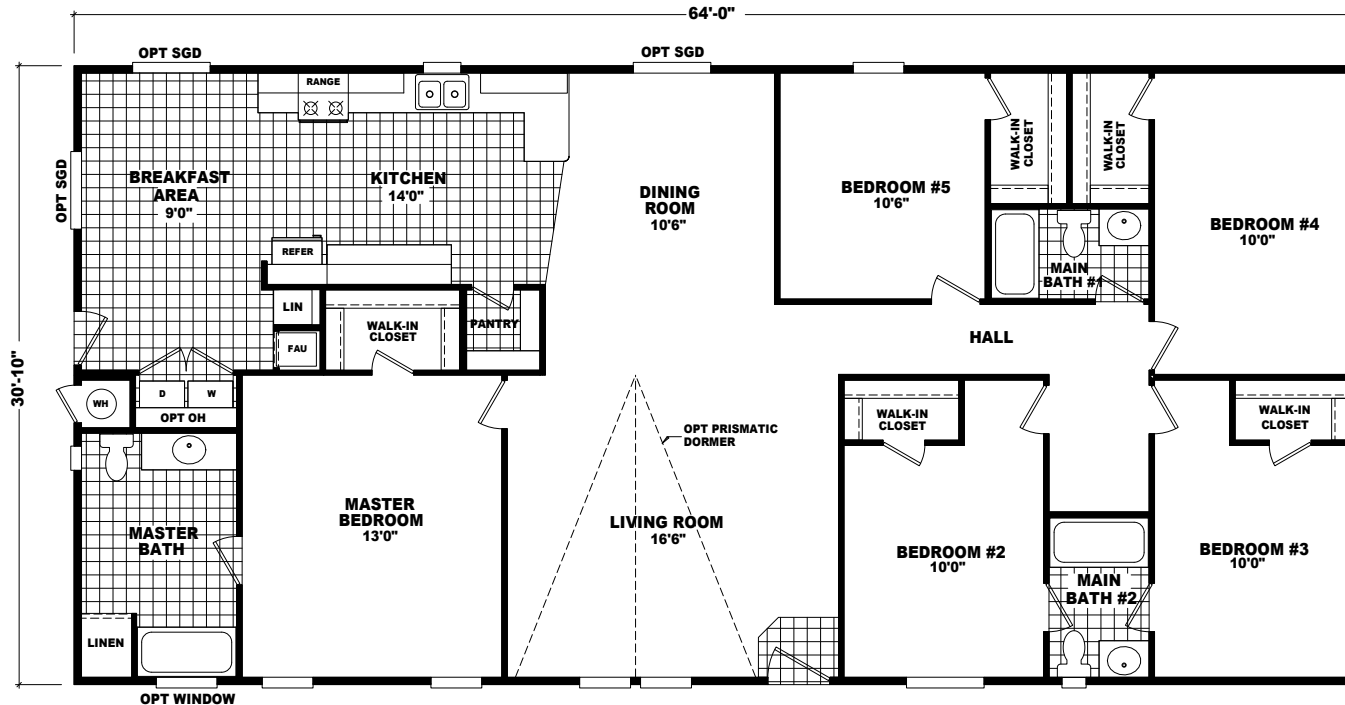 64'-0"
OPT SGD
OPT SGD
RANGE
OPT SGD
BREAKFAST
AREA
9'0"
KITCHEN
14'0"
DINING
ROOM
10'6"
BEDROOM #5
10'6"
WALK-IN
CLOSET
WALK-IN
CLOSET
BEDROOM #4
10'0"
REFER
MAIN
BATH #1
LIN
FAU
WALK-IN
CLOSET
PANTRY
HALL
30'-10"
D
W
WH
OPT OH
WALK-IN
CLOSET
WALK-IN
CLOSET
OPT PRISMATIC
DORMER
MASTER
BEDROOM
13'0"
LIVING ROOM
16'6"
MASTER
BATH
BEDROOM #2
10'0"
BEDROOM #3
10'0"
MAIN
BATH #2
LINEN
OPT WINDOW